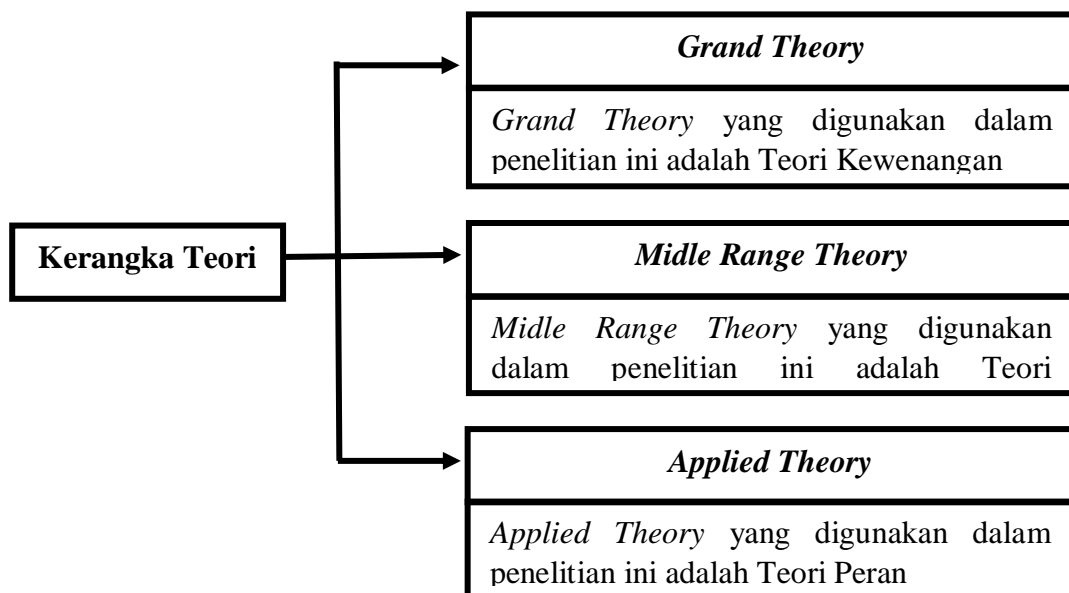 Grand Theory
Grand Theory yang digunakan dalam
penelitian ini adalah Teori Kewenangan
Kerangka Teori
Midle Range Theory
Midle Range Theory yang digunakan
dalam penelitian ini adalah Teori
Applied Theory
Applied Theory yang digunakan dalam
penelitian ini adalah Teori Peran